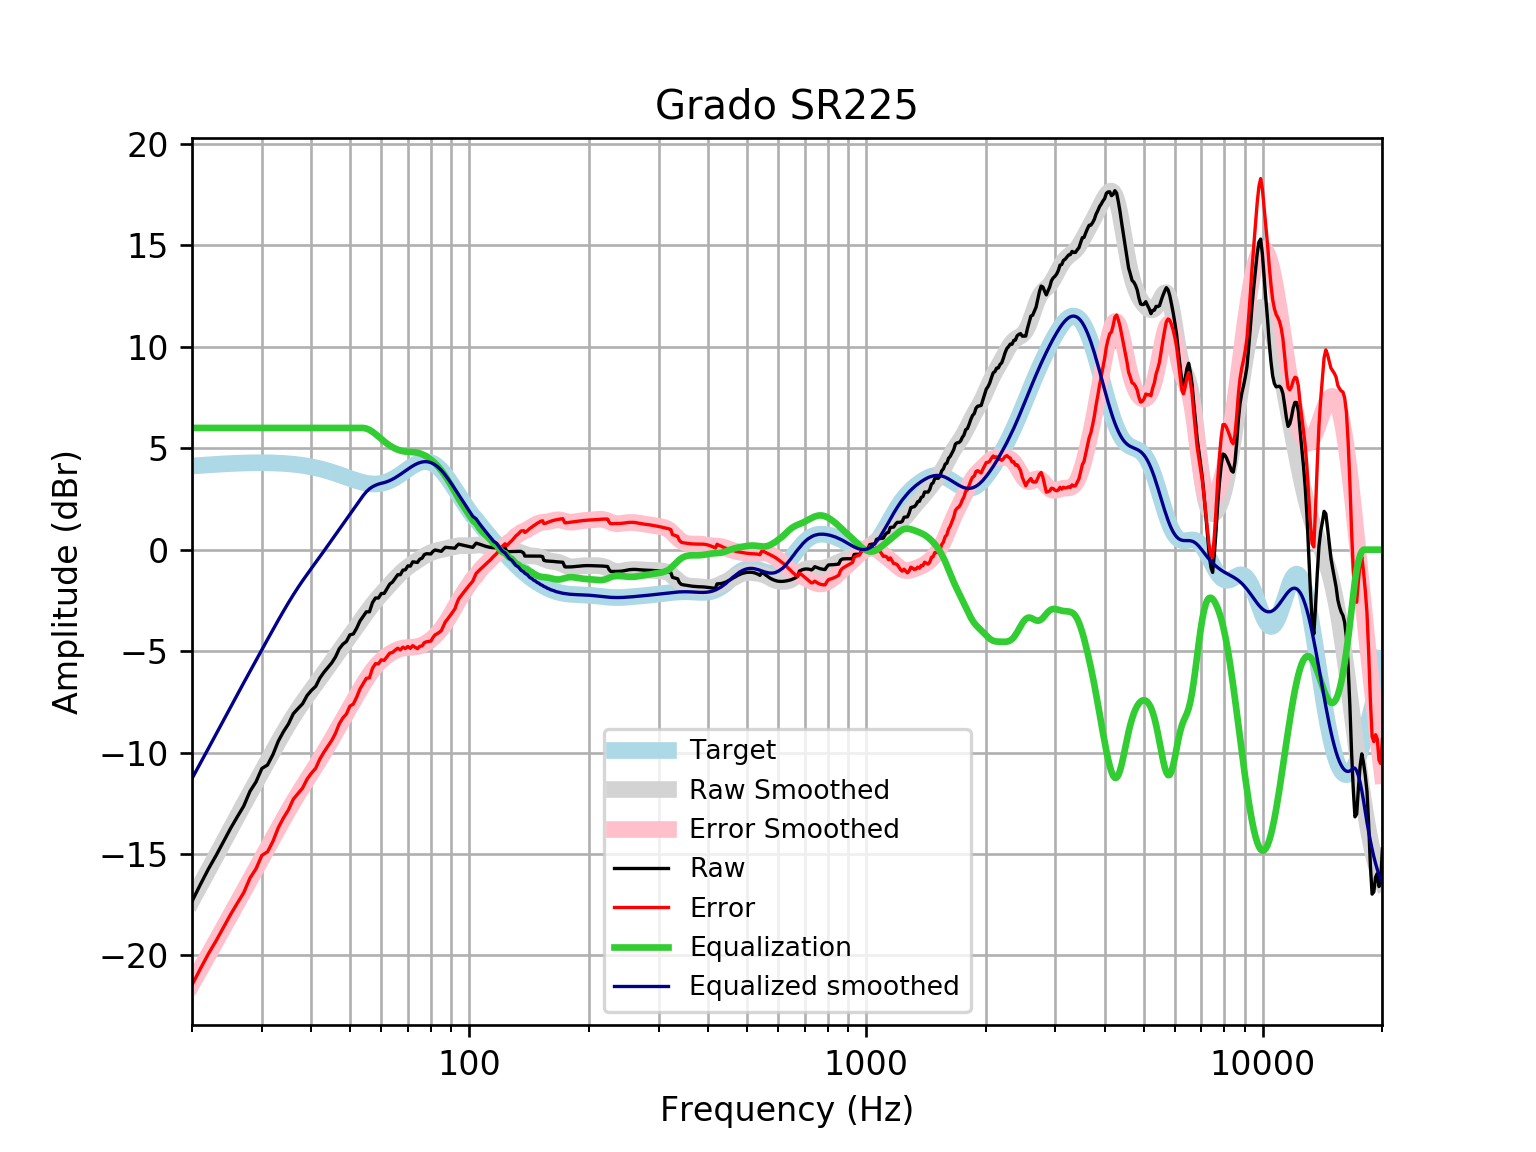 Grado SR225
20
15
10
5
0
−5
−10
−15
−20
Amplitude (dBr)
Target
Raw Smoothed
Error Smoothed
Raw
Error
Equalization
Equalized smoothed
100
1000
10000
Frequency (Hz)